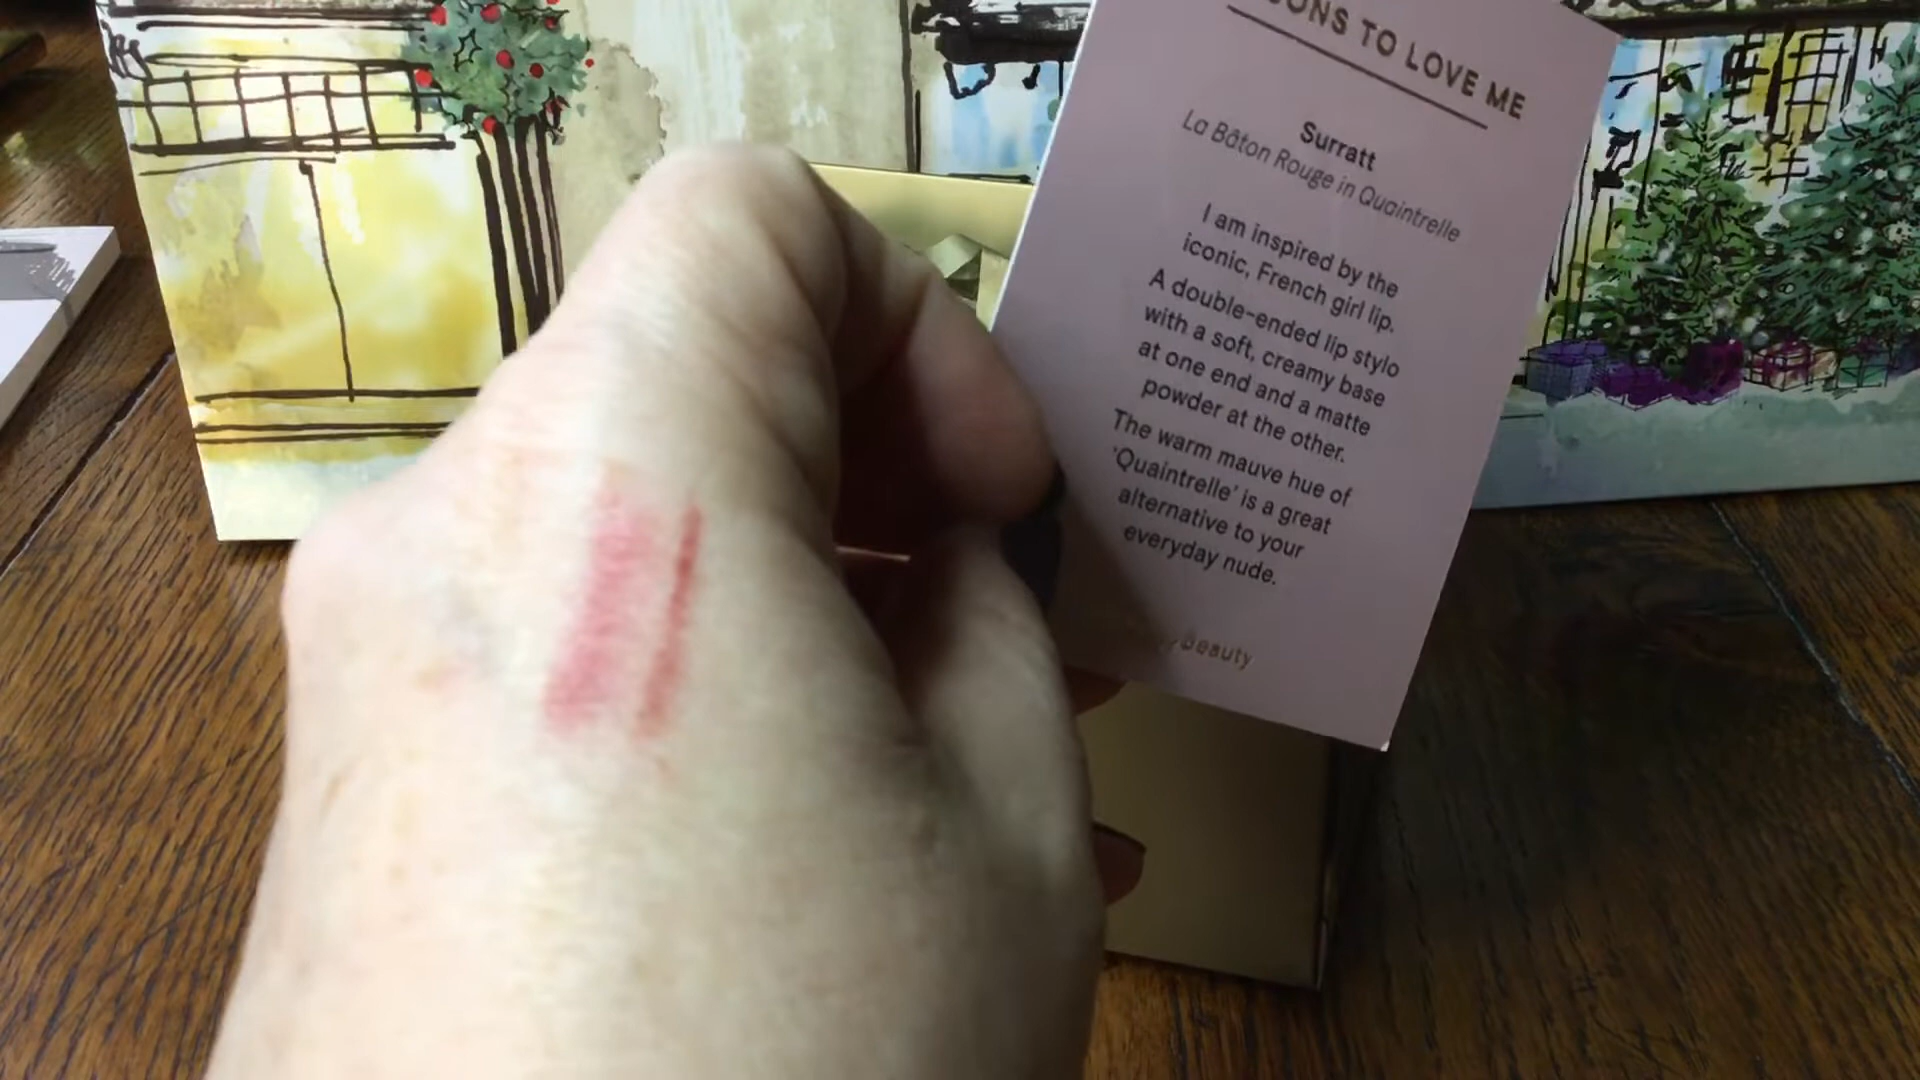 TO LOVE ME
Surratt
La Bâton Rouge in Quaintrelle
I am inspired by the
iconic, French girl lip.
A double-ended lip stylo
with a soft, creamy base
at one end and a matte
powder at the other.
The warm mauve hue of
'Quaintrelle' is a great
alternative to your
everyday nude.
beauty